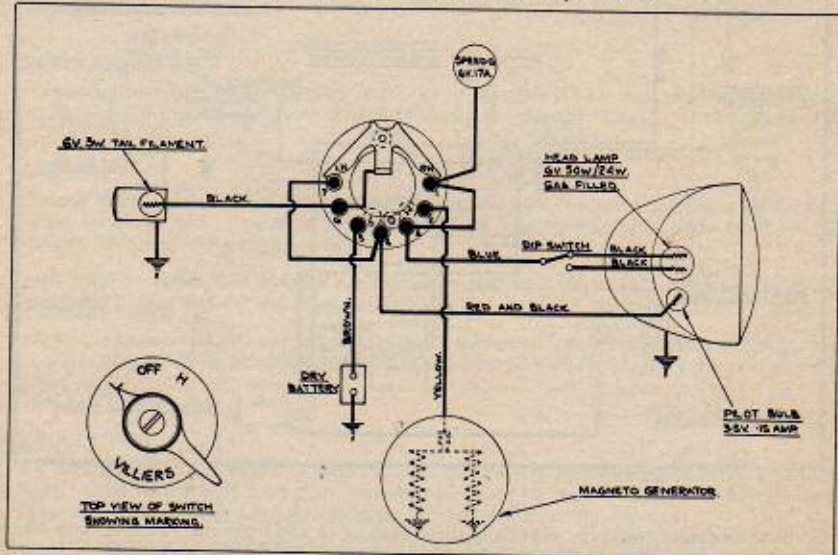 SPEEDO
6V. .17A.
6V. 3W. TAIL FILAMENT.
HEAD LAMP
6V 30W/24W.
GAS FILLED
BLACK
DIP SWITCH
BLACK
BLACK
BLUE
RED AND BLACK
BROWN.
YELLOW.
DRY
BATTERY
OFF
H
L
VILLIERS
PILOT BULB
3·5V. ·15 AMP
MAGNETO GENERATOR.
TOP VIEW OF SWITCH
SHOWING MARKING.